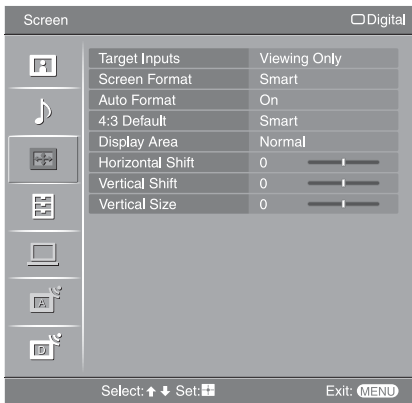 Screen Digital
Target Inputs Viewing Only
Screen Format Smart
Auto Format On
4:3 Default Smart
Display Area Normal
Horizontal Shift 0
Vertical Shift 0
Vertical Size 0
A
D
Select: Set: Exit: MENU